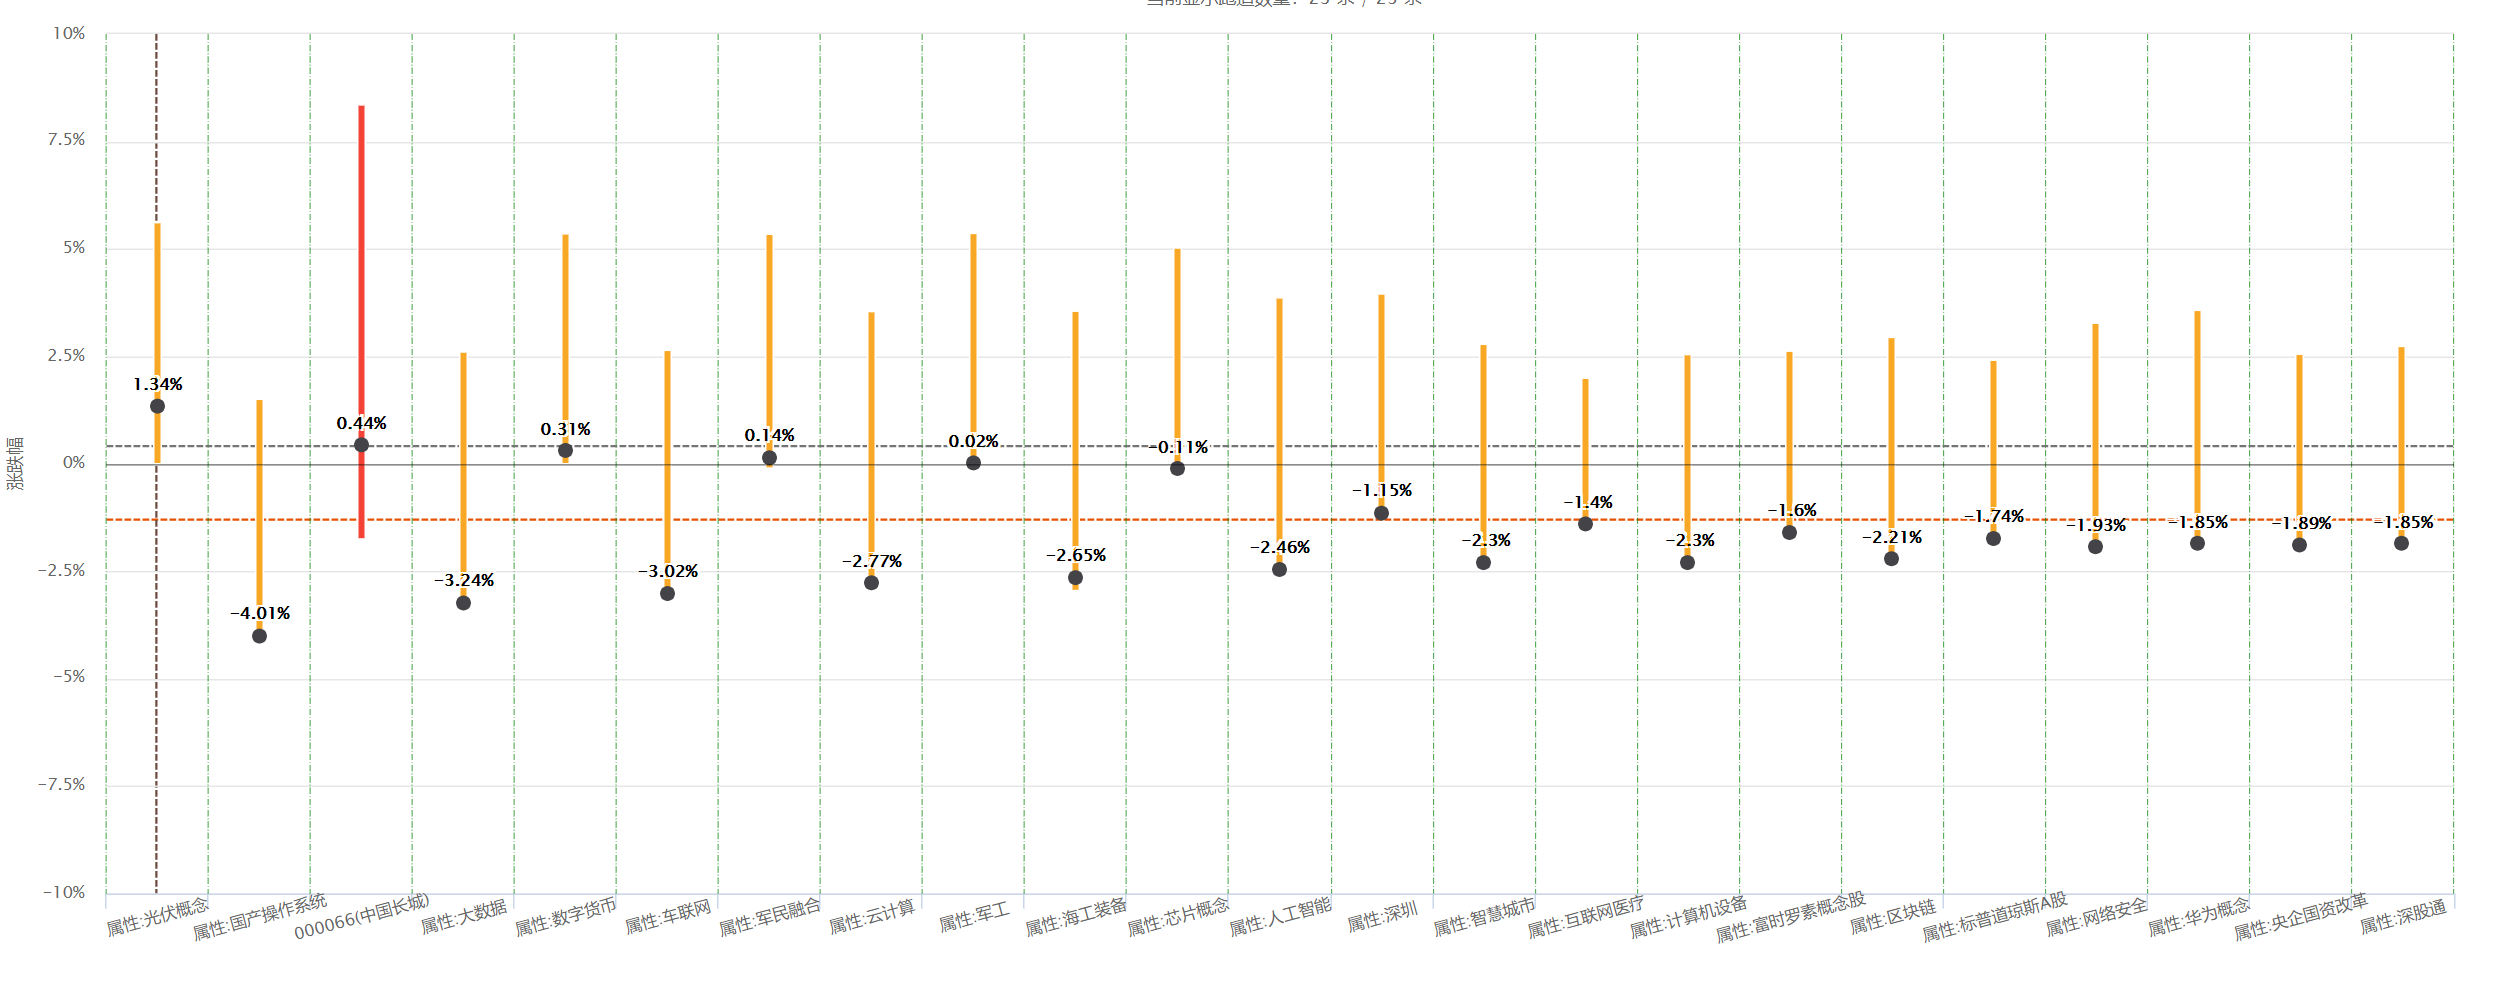 10%
7.5%
5%
2.5%
0%
−2.5%
−5%
−7.5%
−10%
涨跌幅
1.34%
−4.01%
0.44%
−3.24%
0.31%
−3.02%
0.14%
−2.77%
0.02%
−2.65%
−0.11%
−2.46%
−1.15%
−2.3%
−1.4%
−2.3%
−1.6%
−2.21%
−1.74%
−1.93%
−1.85%
−1.89%
−1.85%
属性:光伏概念
属性:国产操作系统
000066(中国长城)
属性:大数据
属性:数字货币
属性:车联网
属性:军民融合
属性:云计算
属性:军工
属性:海工装备
属性:芯片概念
属性:人工智能
属性:深圳
属性:智慧城市
属性:互联网医疗
属性:计算机设备
属性:富时罗素概念股
属性:区块链
属性:标普道琼斯A股
属性:网络安全
属性:华为概念
属性:央企国资改革
属性:深股通